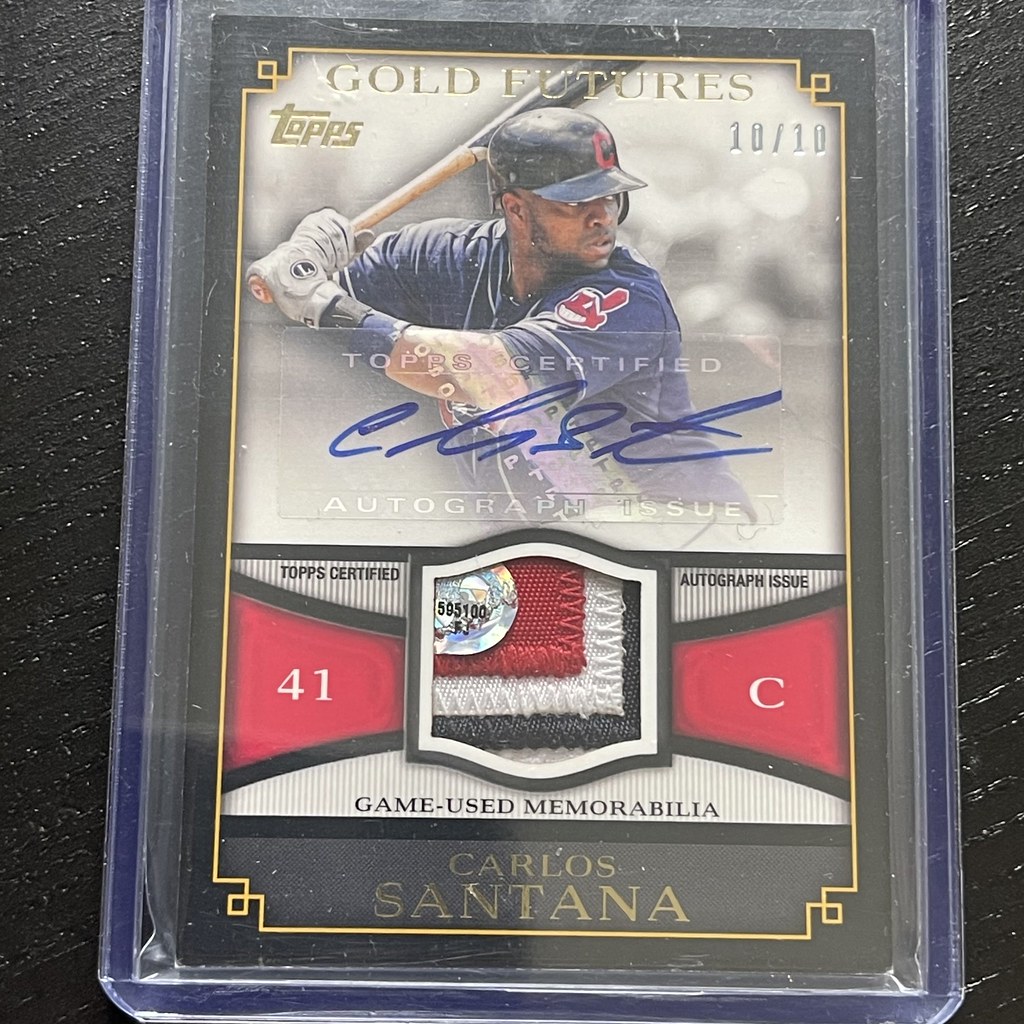 GOLD FUTURES
topps
10/10
C
TOPPS CERTIFIED
AUTOGRAPH ISSUE
TOPPS CERTIFIED
AUTOGRAPH ISSUE
595100
41
C
GAME-USED MEMORABILIA
CARLOS
SANTANA